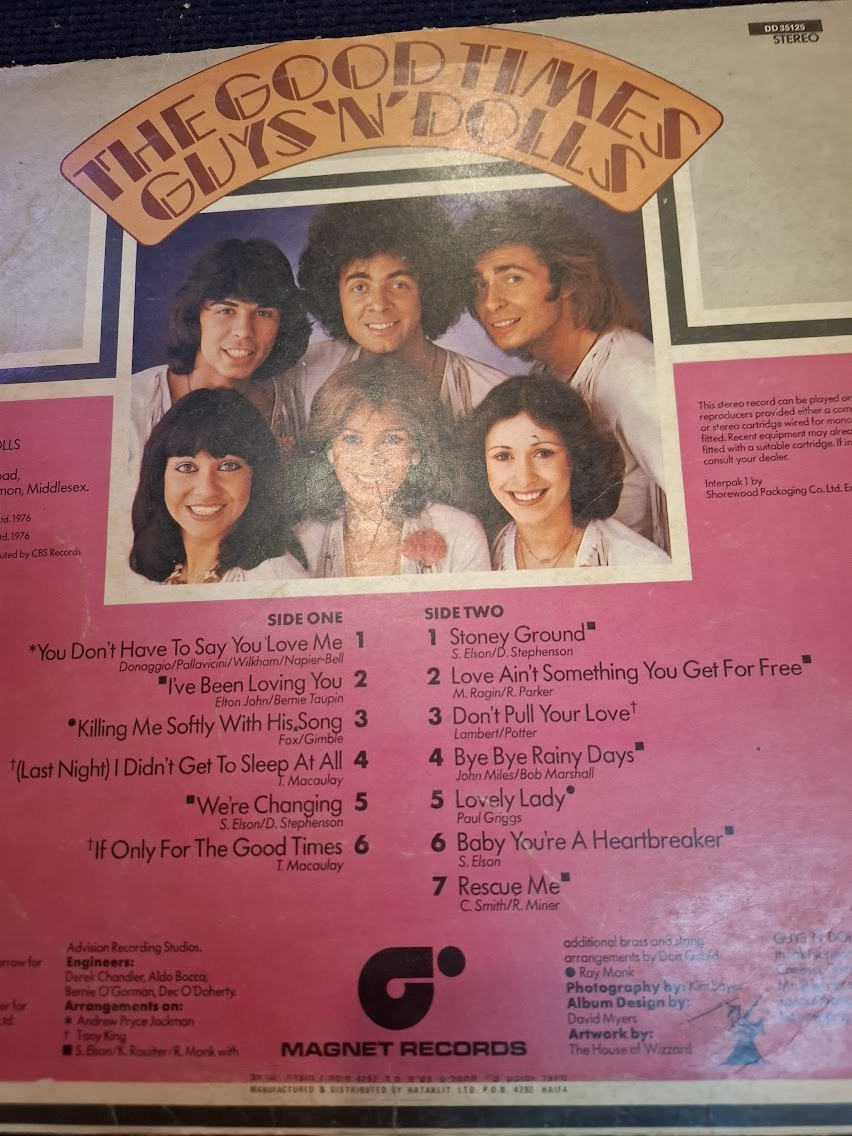 DD 35125
STEREO
THE GOOD TIMES
GUYS 'N' DOLLS
OLLS
oad,
mon, Middlesex.
td. 1976
td. 1976
uted by CBS Records
This stereo record can be played on
reproducers provided either a com
or stereo cartridge wired for mono
fitted. Recent equipment may alrea
fitted with a suitable cartridge. If in
consult your dealer.
Interpak 1 by
Shorewood Packaging Co. Ltd. En
SIDE ONE
*You Don't Have To Say You Love Me 1
Donaggio/Pallavicini/Wilkham/Napier-Bell
■I've Been Loving You 2
Elton John/Bernie Taupin
●Killing Me Softly With His Song 3
Fox/Gimble
†(Last Night) I Didn't Get To Sleep At All 4
T. Macaulay
■We're Changing 5
S. Elson/D. Stephenson
†If Only For The Good Times 6
T. Macaulay
SIDE TWO
1 Stoney Ground■
S. Elson/D. Stephenson
2 Love Ain't Something You Get For Free■
M. Ragin/R. Parker
3 Don't Pull Your Love†
Lambert/Potter
4 Bye Bye Rainy Days■
John Miles/Bob Marshall
5 Lovely Lady●
Paul Griggs
6 Baby You're A Heartbreaker■
S. Elson
7 Rescue Me■
C. Smith/R. Miner
orrow for
er for
Ltd.
Advision Recording Studios.
Engineers:
Derek Chandler, Aldo Bocca,
Bernie O'Gorman, Dec O'Doherty.
Arrangements on:
* Andrew Pryce Jackman
† Tony King
■ S. Elson/K. Rossiter/R. Monk with
MAGNET RECORDS
additional brass and string
arrangements by Don Gould
● Ray Monk
Photography by: Kim Sayer
Album Design by:
David Myers
Artwork by:
The House of Wizzard
GUYS 'N' DOL
MANUFACTURED & DISTRIBUTED BY HATAKLIT LTD. P.O.B. 4292 HAIFA